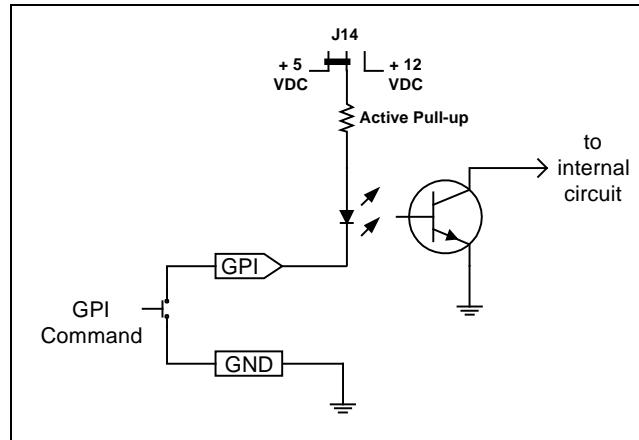 J14
+ 5
VDC
+ 12
VDC
Active Pull-up
to
internal
circuit
GPI
GPI
Command
GND